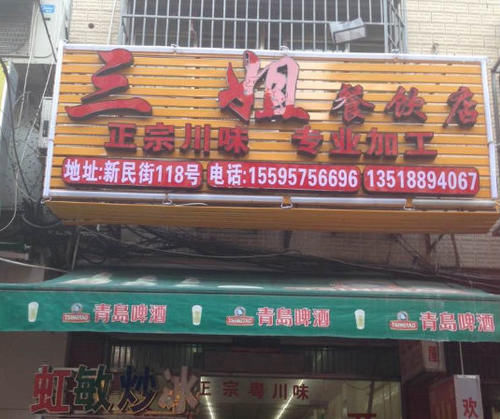 三姐餐饮店
正宗川味 专业加工
地址:新民街118号 电话:15595756696 13518894067
TSINGTAO 青岛啤酒 TSINGTAO 青岛啤酒 TSINGTAO 青岛啤酒
虹敏炒冰
正宗粤川味
欢